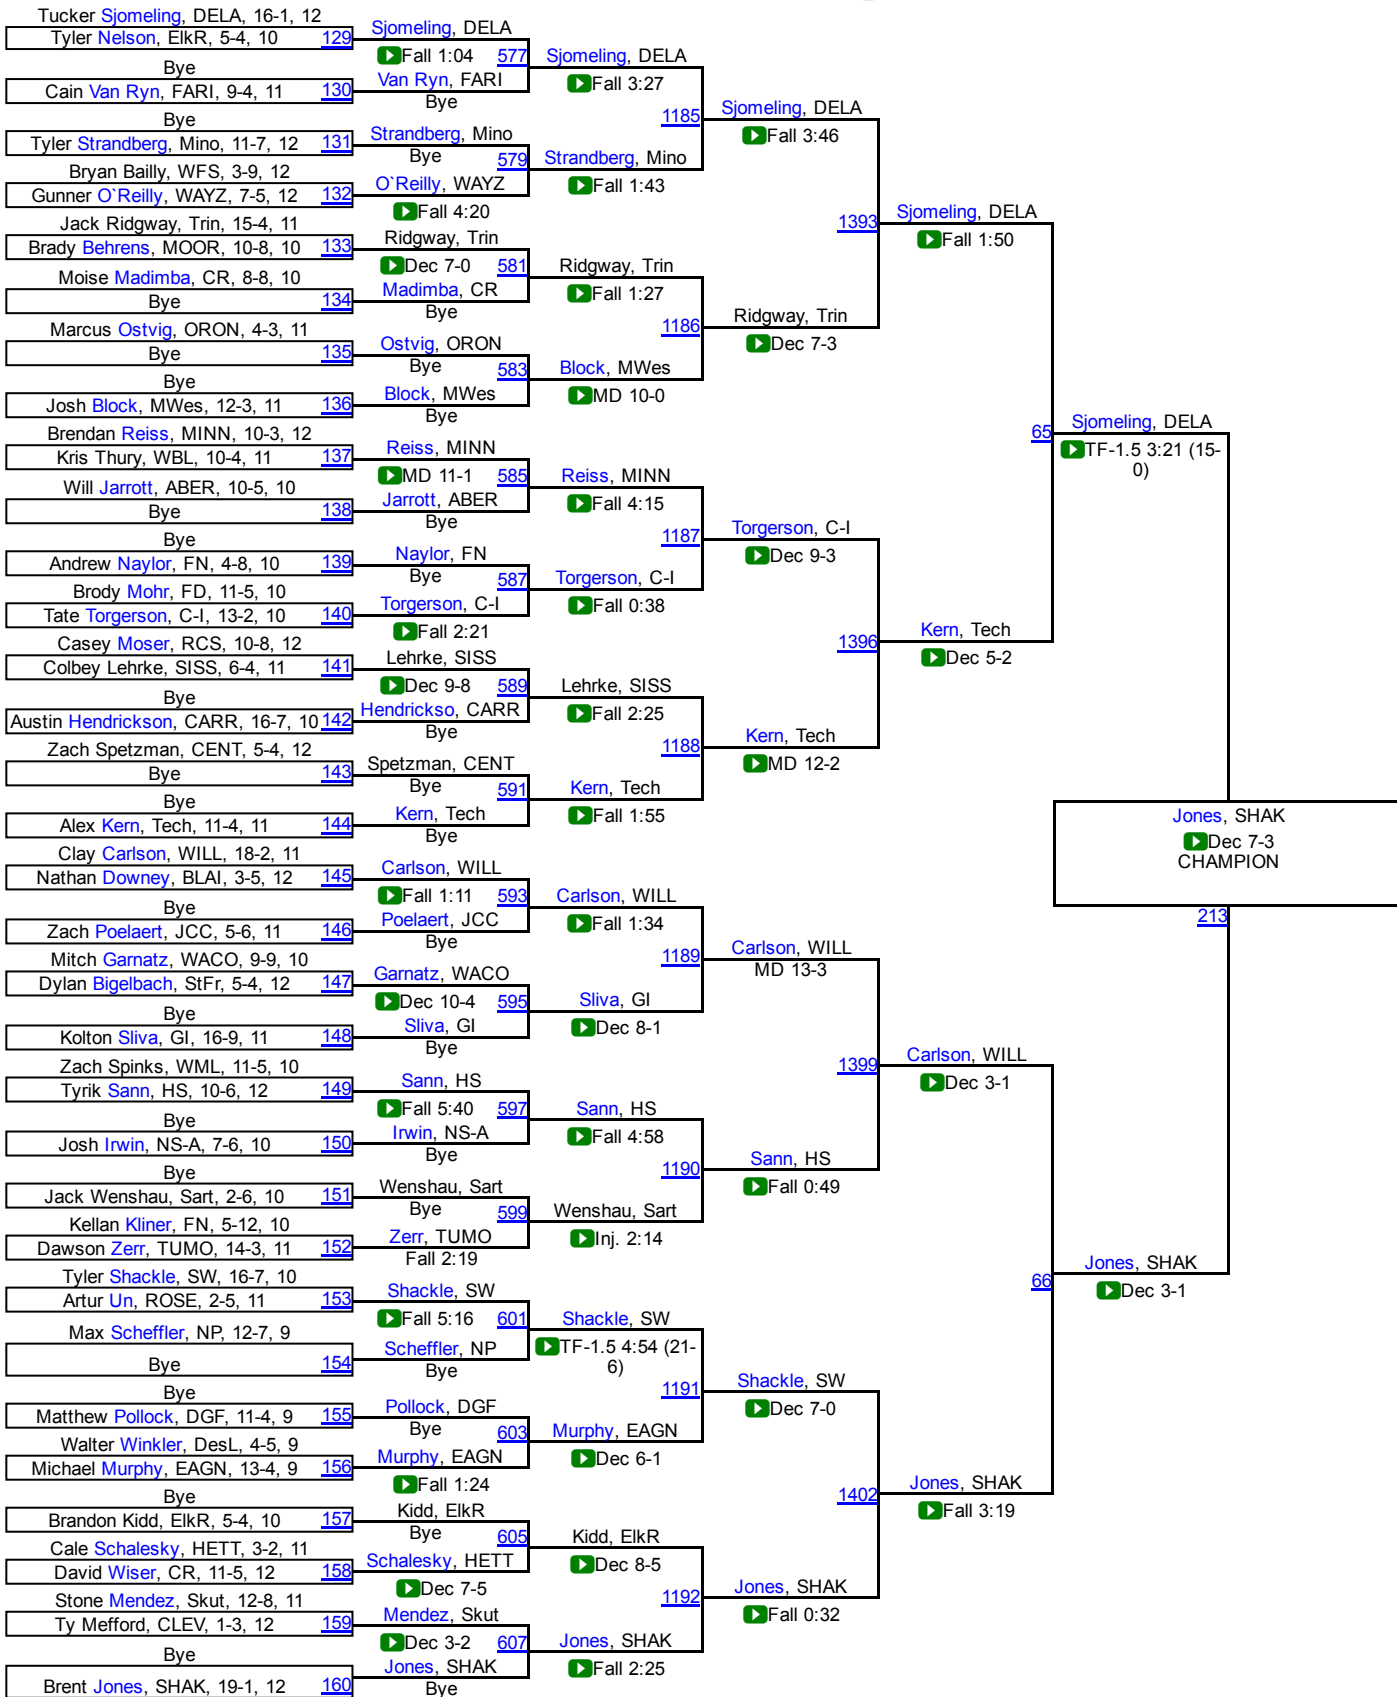 Tucker Sjomeling, DELA, 16-1, 12
Tyler Nelson, ElkR, 5-4, 10 129
Bye
Cain Van Ryn, FARI, 9-4, 11 130
Bye
Tyler Strandberg, Mino, 11-7, 12 131
Bryan Bailly, WFS, 3-9, 12
Gunner O`Reilly, WAYZ, 7-5, 12 132
Jack Ridgway, Trin, 15-4, 11
Brady Behrens, MOOR, 10-8, 10 133
Moise Madimba, CR, 8-8, 10
Bye 134
Marcus Ostvig, ORON, 4-3, 11
Bye 135
Bye
Josh Block, MWes, 12-3, 11 136
Brendan Reiss, MINN, 10-3, 12
Kris Thury, WBL, 10-4, 11 137
Will Jarrott, ABER, 10-5, 10
Bye 138
Bye
Andrew Naylor, FN, 4-8, 10 139
Brody Mohr, FD, 11-5, 10
Tate Torgerson, C-I, 13-2, 10 140
Casey Moser, RCS, 10-8, 12
Colbey Lehrke, SISS, 6-4, 11 141
Bye
Austin Hendrickson, CARR, 16-7, 10 142
Zach Spetzman, CENT, 5-4, 12
Bye 143
Bye
Alex Kern, Tech, 11-4, 11 144
Clay Carlson, WILL, 18-2, 11
Nathan Downey, BLAI, 3-5, 12 145
Bye
Zach Poelaert, JCC, 5-6, 11 146
Mitch Garnatz, WACO, 9-9, 10
Dylan Bigelbach, StFr, 5-4, 12 147
Bye
Kolton Sliva, GI, 16-9, 11 148
Zach Spinks, WML, 11-5, 10
Tyrik Sann, HS, 10-6, 12 149
Bye
Josh Irwin, NS-A, 7-6, 10 150
Bye
Jack Wenshau, Sart, 2-6, 10 151
Kellan Kliner, FN, 5-12, 10
Dawson Zerr, TUMO, 14-3, 11 152
Tyler Shackle, SW, 16-7, 10
Artur Un, ROSE, 2-5, 11 153
Max Scheffler, NP, 12-7, 9
Bye 154
Bye
Matthew Pollock, DGF, 11-4, 9 155
Walter Winkler, DesL, 4-5, 9
Michael Murphy, EAGN, 13-4, 9 156
Bye
Brandon Kidd, ElkR, 5-4, 10 157
Cale Schalesky, HETT, 3-2, 11
David Wiser, CR, 11-5, 12 158
Stone Mendez, Skut, 12-8, 11
Ty Mefford, CLEV, 1-3, 12 159
Bye
Brent Jones, SHAK, 19-1, 12 160
Sjomeling, DELA
Fall 1:04 577
Van Ryn, FARI
Bye
Strandberg, Mino
Bye 579
O`Reilly, WAYZ
Fall 4:20
Ridgway, Trin
Dec 7-0 581
Madimba, CR
Bye
Ostvig, ORON
Bye 583
Block, MWes
Bye
Reiss, MINN
MD 11-1 585
Jarrott, ABER
Bye
Naylor, FN
Bye 587
Torgerson, C-I
Fall 2:21
Lehrke, SISS
Dec 9-8 589
Hendrickso, CARR
Bye
Spetzman, CENT
Bye 591
Kern, Tech
Bye
Carlson, WILL
Fall 1:11 593
Poelaert, JCC
Bye
Garnatz, WACO
Dec 10-4 595
Sliva, GI
Bye
Sann, HS
Fall 5:40 597
Irwin, NS-A
Bye
Wenshau, Sart
Bye 599
Zerr, TUMO
Fall 2:19
Shackle, SW
Fall 5:16 601
Scheffler, NP
Bye
Pollock, DGF
Bye 603
Murphy, EAGN
Fall 1:24
Kidd, ElkR
Bye 605
Schalesky, HETT
Dec 7-5
Mendez, Skut
Dec 3-2 607
Jones, SHAK
Bye
Sjomeling, DELA
Fall 3:27
1185
Strandberg, Mino
Fall 1:43
Ridgway, Trin
Fall 1:27
1186
Block, MWes
MD 10-0
Reiss, MINN
Fall 4:15
1187
Torgerson, C-I
Fall 0:38
Lehrke, SISS
Fall 2:25
1188
Kern, Tech
Fall 1:55
Carlson, WILL
Fall 1:34
1189
Sliva, GI
Dec 8-1
Sann, HS
Fall 4:58
1190
Wenshau, Sart
Inj. 2:14
Shackle, SW
TF-1.5 4:54 (21-
6)
1191
Murphy, EAGN
Dec 6-1
Kidd, ElkR
Dec 8-5
1192
Jones, SHAK
Fall 2:25
Sjomeling, DELA
Fall 3:46
1393
Ridgway, Trin
Dec 7-3
Torgerson, C-I
Dec 9-3
1396
Kern, Tech
MD 12-2
Carlson, WILL
MD 13-3
1399
Sann, HS
Fall 0:49
Shackle, SW
Dec 7-0
1402
Jones, SHAK
Fall 0:32
Sjomeling, DELA
Fall 1:50
65
Kern, Tech
Dec 5-2
Carlson, WILL
Dec 3-1
66
Jones, SHAK
Fall 3:19
Sjomeling, DELA
TF-1.5 3:21 (15-
0)
Jones, SHAK
Dec 7-3
CHAMPION
213
Jones, SHAK
Dec 3-1